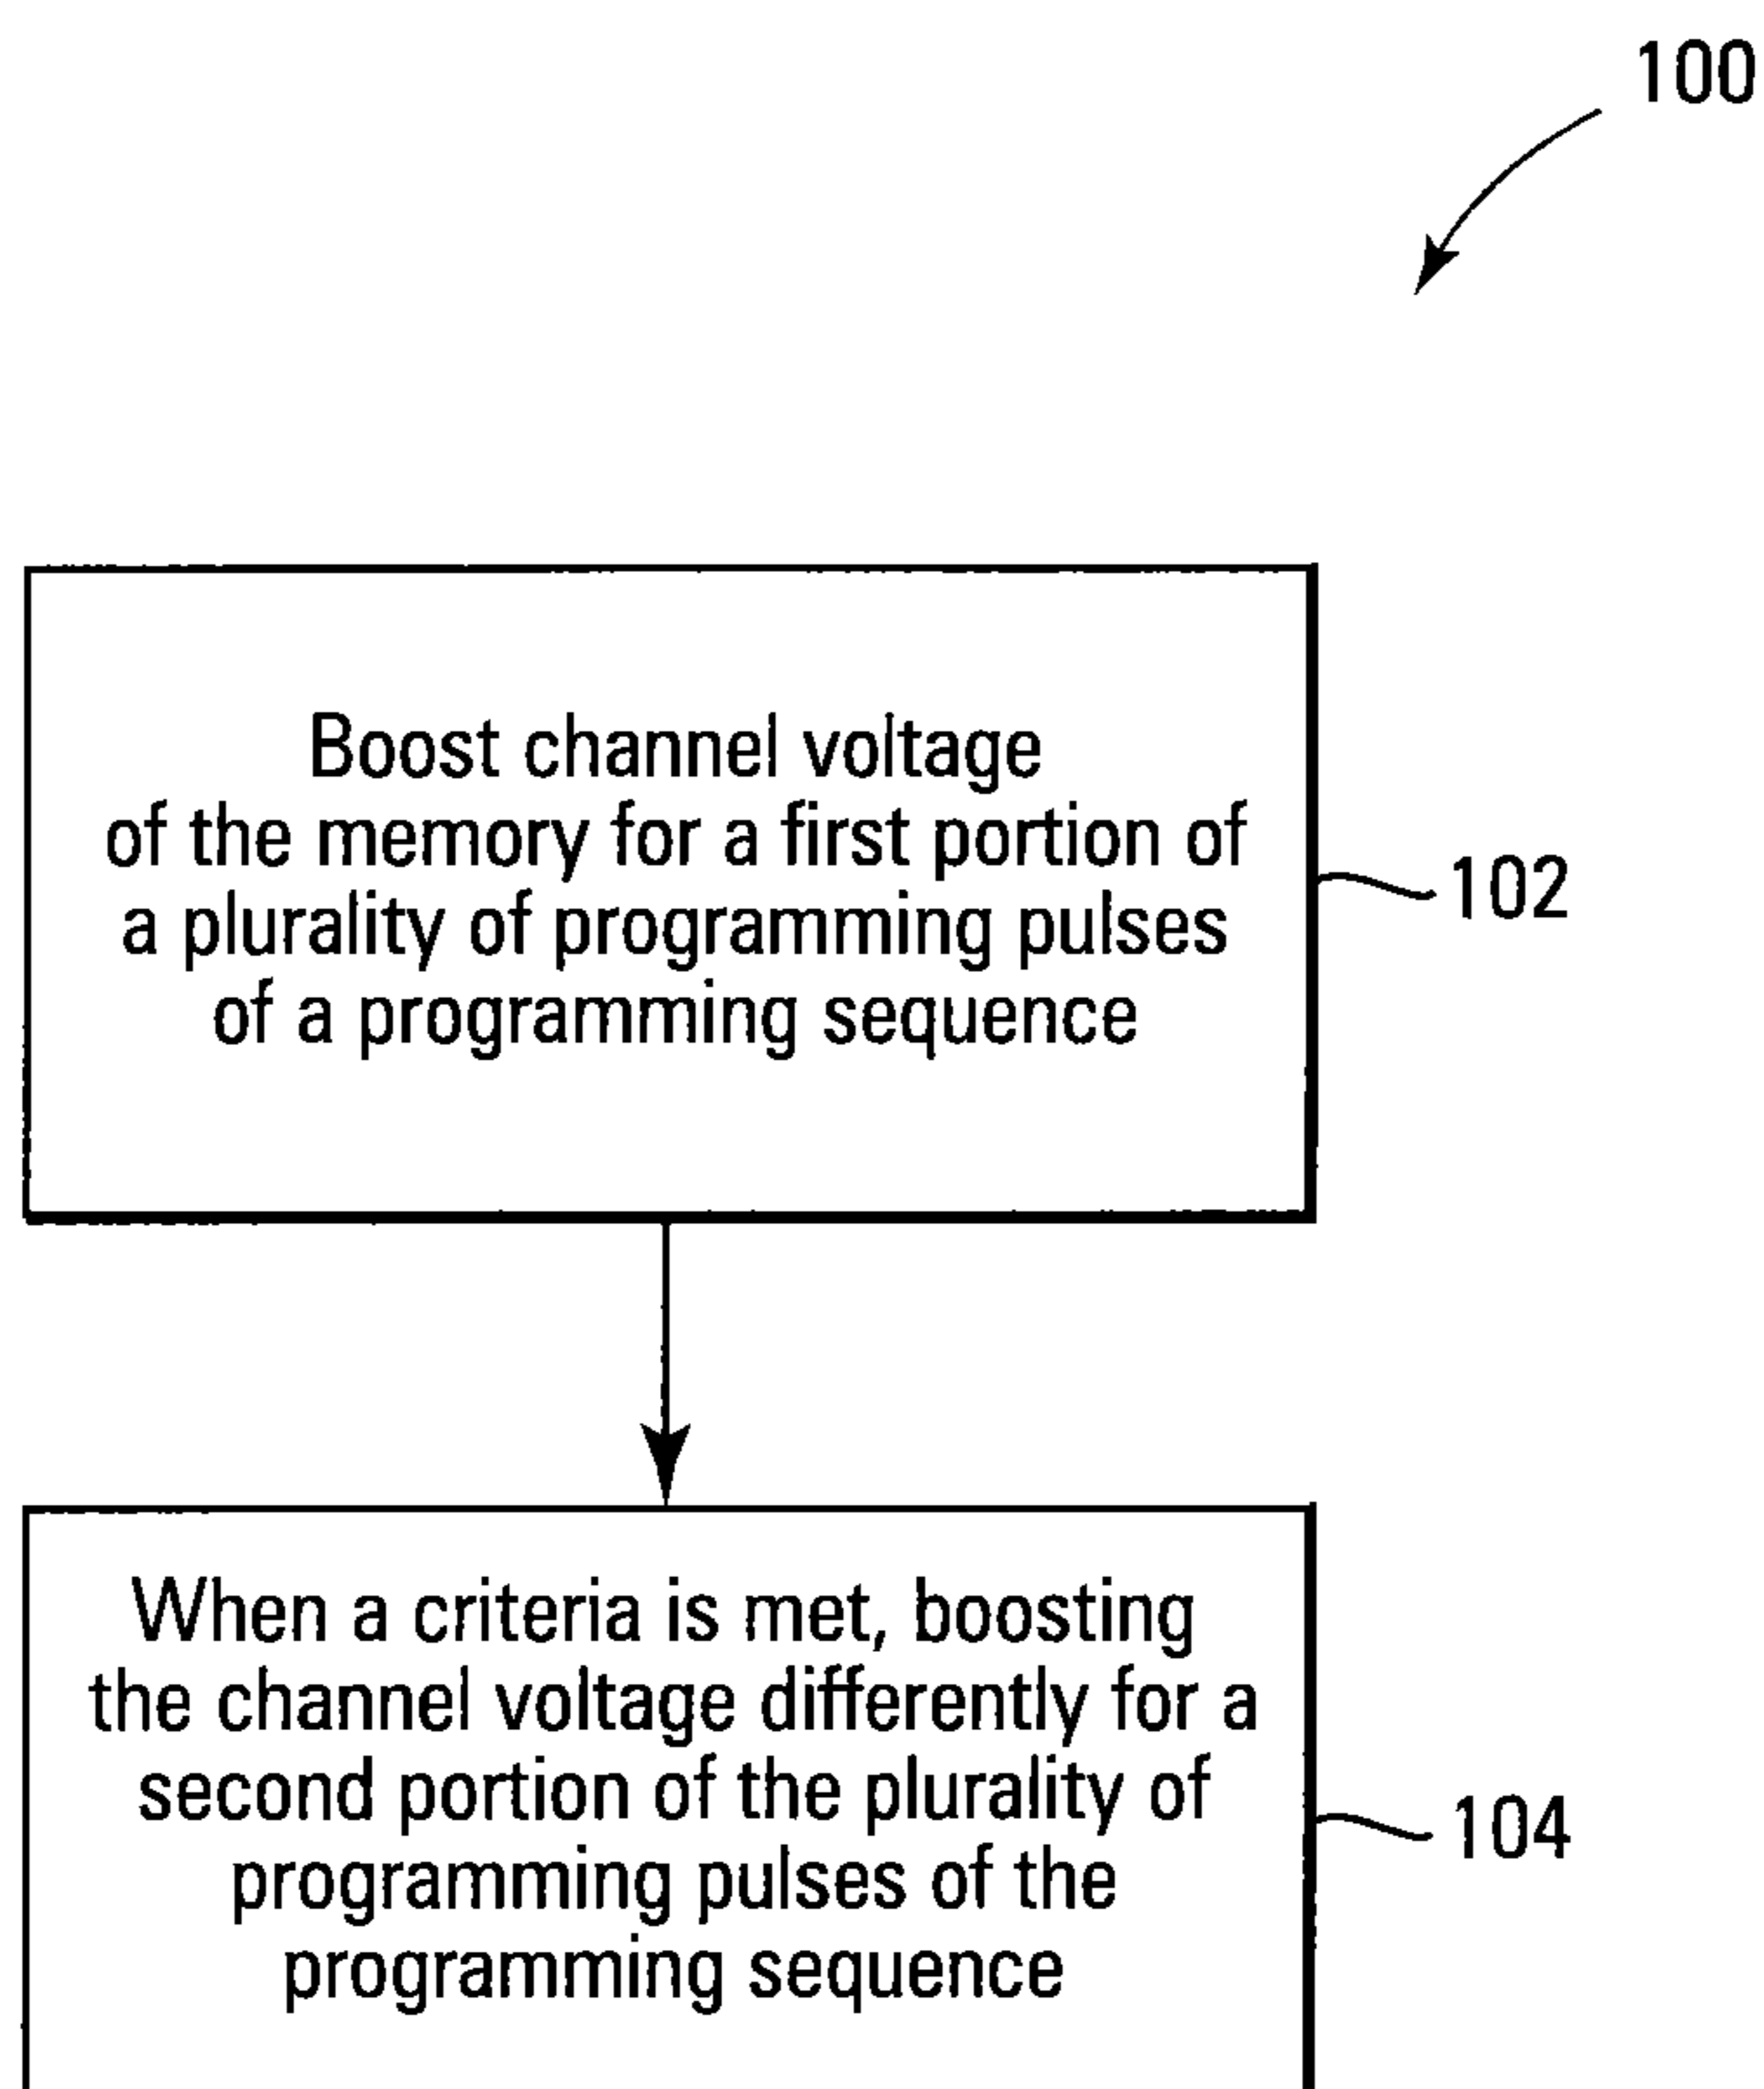 100
Boost channel voltage
of the memory for a first portion of
a plurality of programming pulses
of a programming sequence
102
When a criteria is met, boosting
the channel voltage differently for a
second portion of the plurality of
programming pulses of the
programming sequence
104